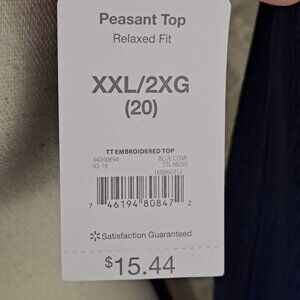 Peasant Top
Relaxed Fit
XXL/2XG
(20)
TT EMBROIDERED TOP
34000694 BLUE COVE
03-18 TTL38250
7 46194 80847 2
Satisfaction Guaranteed
$15.44